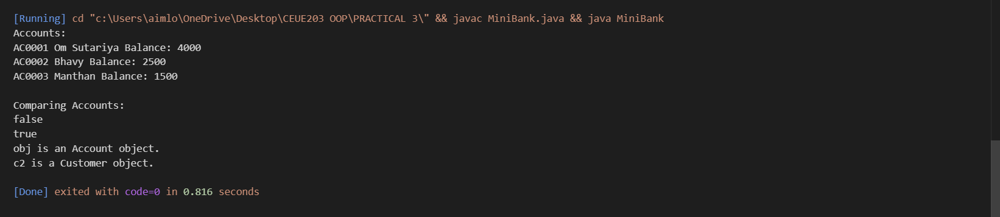 [Running] cd "c:\Users\aimlo\OneDrive\Desktop\CEUE203 OOP\PRACTICAL 3\" && javac MiniBank.java && java MiniBank
Accounts:
AC0001 Om Sutariya Balance: 4000
AC0002 Bhavy Balance: 2500
AC0003 Manthan Balance: 1500
Comparing Accounts:
false
true
obj is an Account object.
c2 is a Customer object.
[Done] exited with code=0 in 0.816 seconds